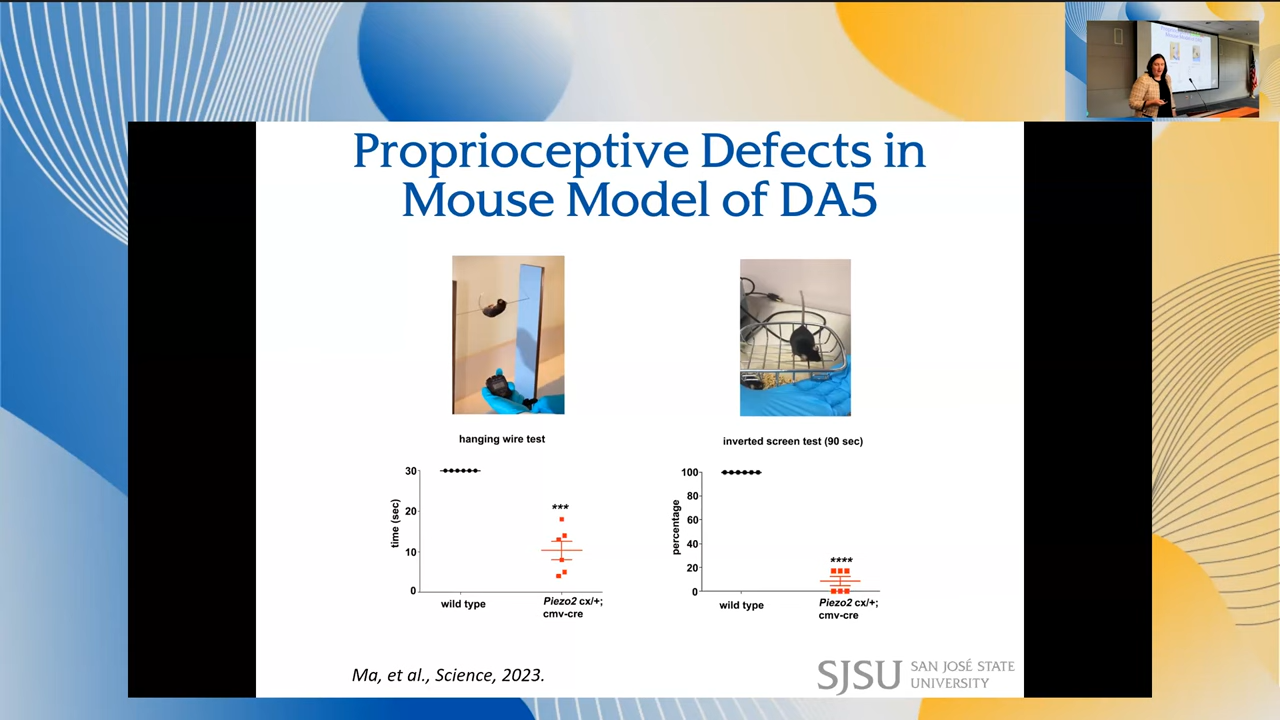 Proprioceptive Defects in
Mouse Model of DA5
hanging wire test
30
20
10
0
time (sec)
***
wild type
Piezo2 cx/+;
cmv-cre
inverted screen test (90 sec)
100
80
60
40
20
0
percentage
****
wild type
Piezo2 cx/+;
cmv-cre
Ma, et al., Science, 2023.
SJSU SAN JOSÉ STATE
UNIVERSITY